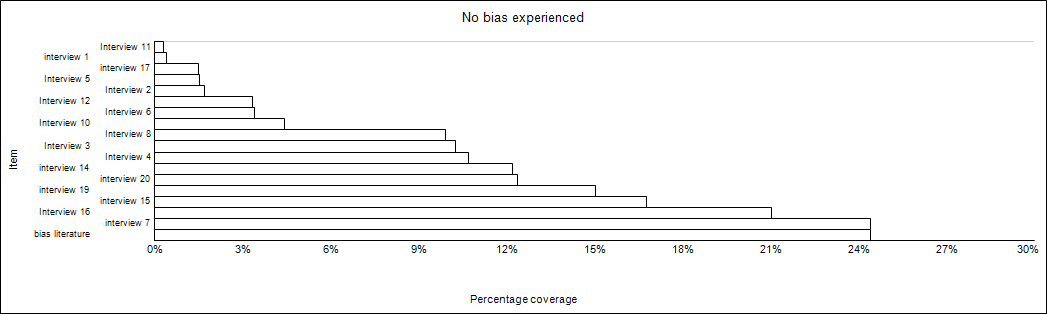 No bias experienced
Interview 11
interview 1
interview 17
Interview 5
Interview 2
Interview 12
Interview 6
Interview 10
Interview 8
Interview 3
Interview 4
interview 14
interview 20
interview 19
interview 15
Interview 16
interview 7
bias literature
Item
0% 3% 6% 9% 12% 15% 18% 21% 24% 27% 30%
Percentage coverage